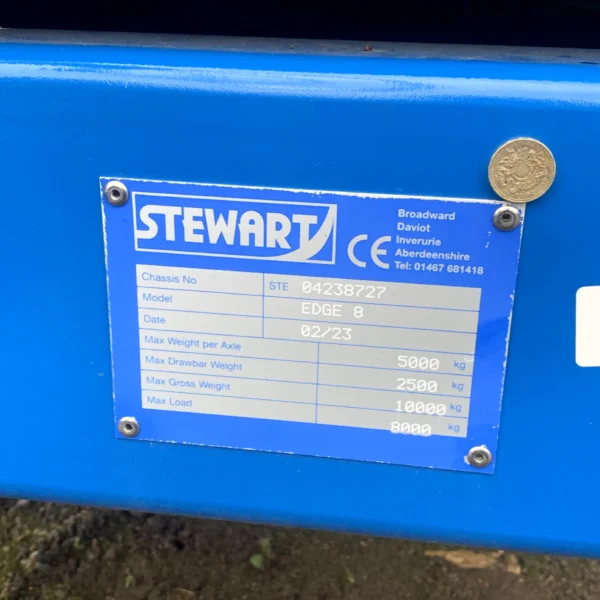 STEWART
CE
Broadward
Daviot
Inverurie
Aberdeenshire
Tel: 01467 681418
Chassis No STE 04238727
Model EDGE 8
Date 02/23
Max Weight per Axle 5000 kg
Max Drawbar Weight 2500 kg
Max Gross Weight 10000 kg
Max Load 8000 kg